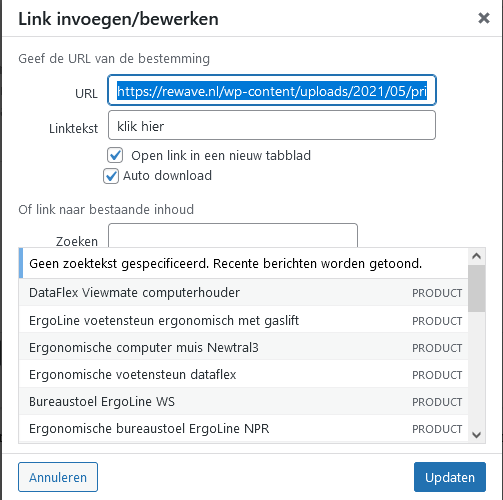 Link invoegen/bewerken
Geef de URL van de bestemming
URL https://rewave.nl/wp-content/uploads/2021/05/pri
Linktekst klik hier
Open link in een nieuw tabblad
Auto download
Of link naar bestaande inhoud
Zoeken
Geen zoektekst gespecificeerd. Recente berichten worden getoond.
DataFlex Viewmate computerhouder PRODUCT
ErgoLine voetensteun ergonomisch met gaslift PRODUCT
Ergonomische computer muis Newtral3 PRODUCT
Ergonomische voetensteun dataflex PRODUCT
Bureaustoel ErgoLine WS PRODUCT
Ergonomische bureaustoel ErgoLine NPR PRODUCT
Annuleren Updaten